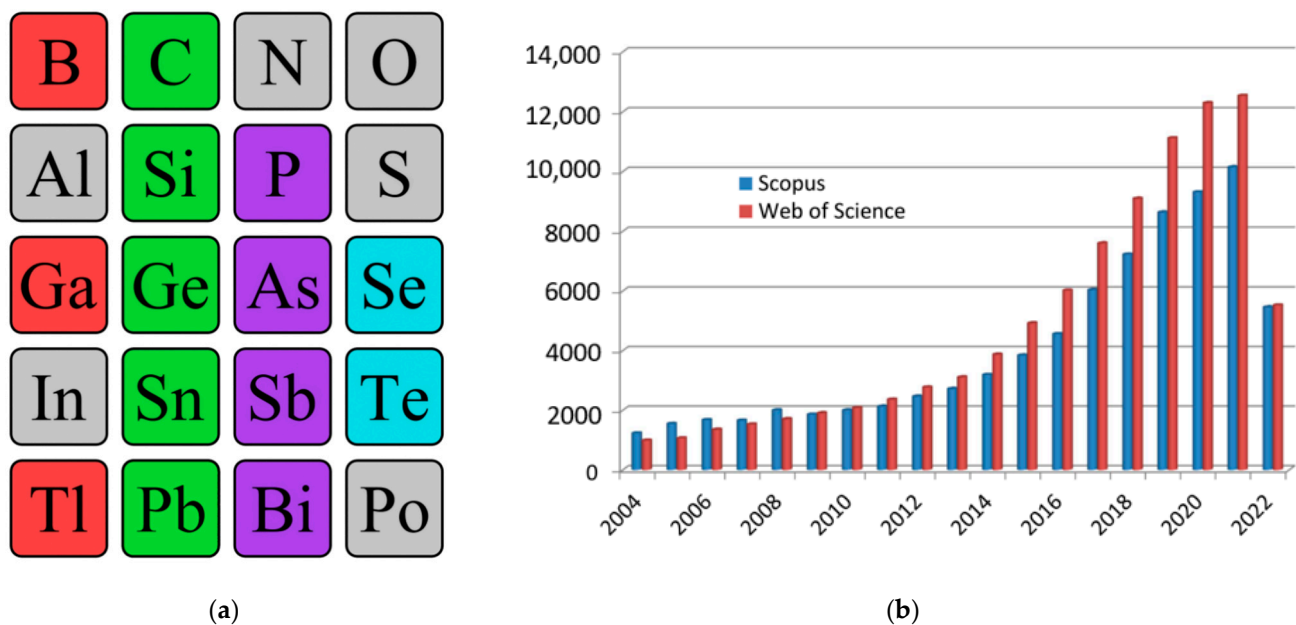 B C N O
Al Si P S
Ga Ge As Se
In Sn Sb Te
Tl Pb Bi Po
(a)
14,000
12,000
10,000
8000
6000
4000
2000
0
Scopus
Web of Science
2004 2006 2008 2010 2012 2014 2016 2018 2020 2022
(b)